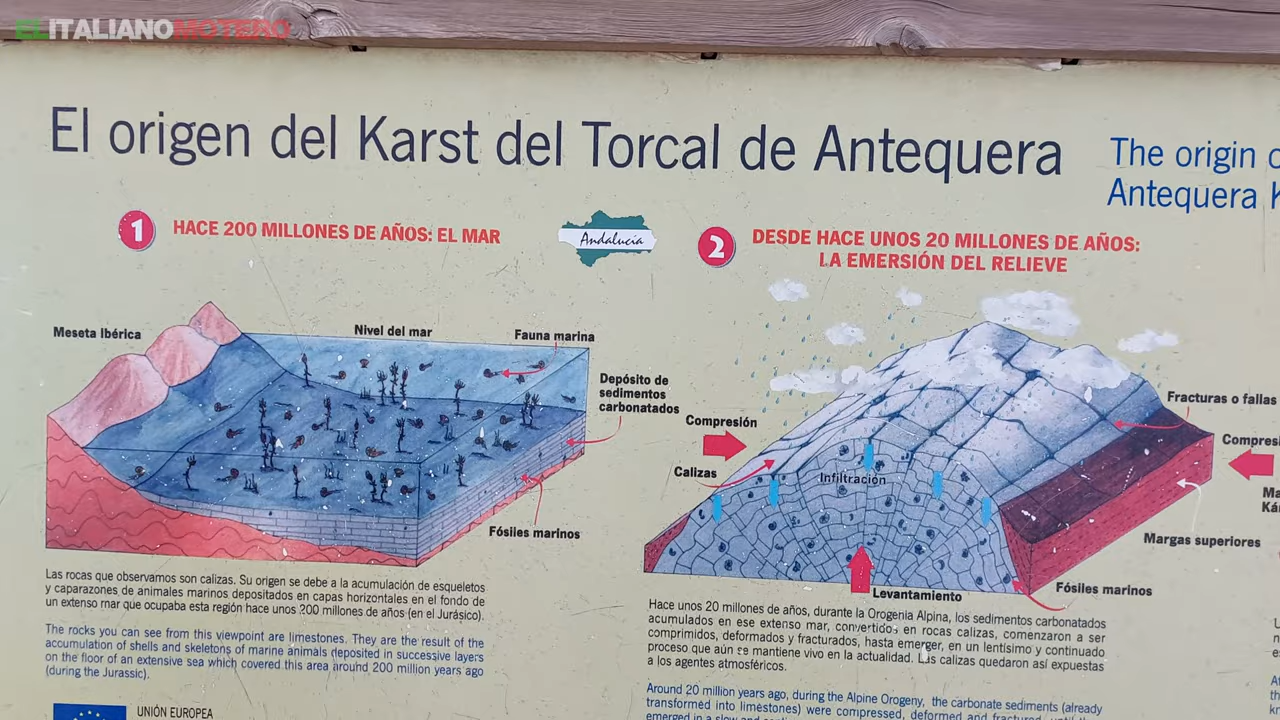 ELITALIANOMOTERO
El origen del Karst del Torcal de Antequera
The origin
Antequera
1
HACE 200 MILLONES DE AÑOS: EL MAR
Andalucía
2
DESDE HACE UNOS 20 MILLONES DE AÑOS:
LA EMERSIÓN DEL RELIEVE
Meseta Ibérica
Nivel del mar
Fauna marina
Depósito de
sedimentos
carbonatados
Fósiles marinos
Compresión
Calizas
Infiltración
Levantamiento
Fracturas o fallas
Margas superiores
Fósiles marinos
Las rocas que observamos son calizas. Su origen se debe a la acumulación de esqueletos
y caparazones de animales marinos depositados en capas horizontales en el fondo de
un extenso mar que ocupaba esta región hace unos 200 millones de años (en el Jurásico).
The rocks you can see from this viewpoint are limestones. They are the result of the
accumulation of shells and skeletons of marine animals deposited in successive layers
on the floor of an extensive sea which covered this area around 200 million years ago
(during the Jurassic).
UNIÓN EUROPEA
Hace unos 20 millones de años, durante la Orogenia Alpina, los sedimentos carbonatados
acumulados en ese extenso mar, convertidos en rocas calizas, comenzaron a ser
comprimidos, deformados y fracturados, hasta emerger, en un lentísimo y continuado
proceso que aún se mantiene vivo en la actualidad. Las calizas quedaron así expuestas
a los agentes atmosféricos.
Around 20 million years ago, during the Alpine Orogeny, the carbonate sediments (already
transformed into limestones) were compressed, deformed and fractured, until
emerged in a slow and